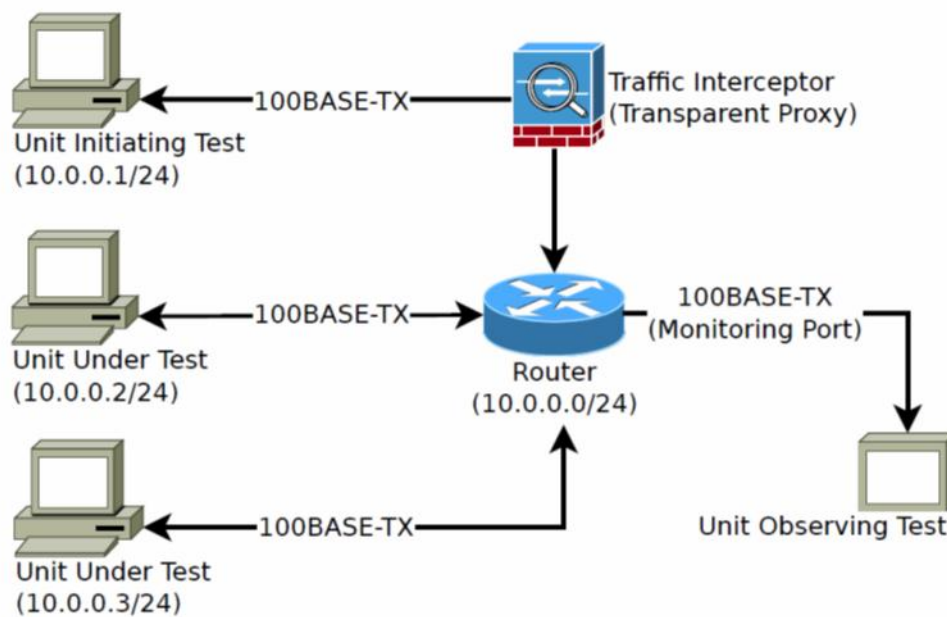 100BASE-TX
Traffic Interceptor
(Transparent Proxy)
Unit Initiating Test
(10.0.0.1/24)
100BASE-TX
100BASE-TX
(Monitoring Port)
Unit Under Test
(10.0.0.2/24)
Router
(10.0.0.0/24)
100BASE-TX
Unit Observing Test
Unit Under Test
(10.0.0.3/24)